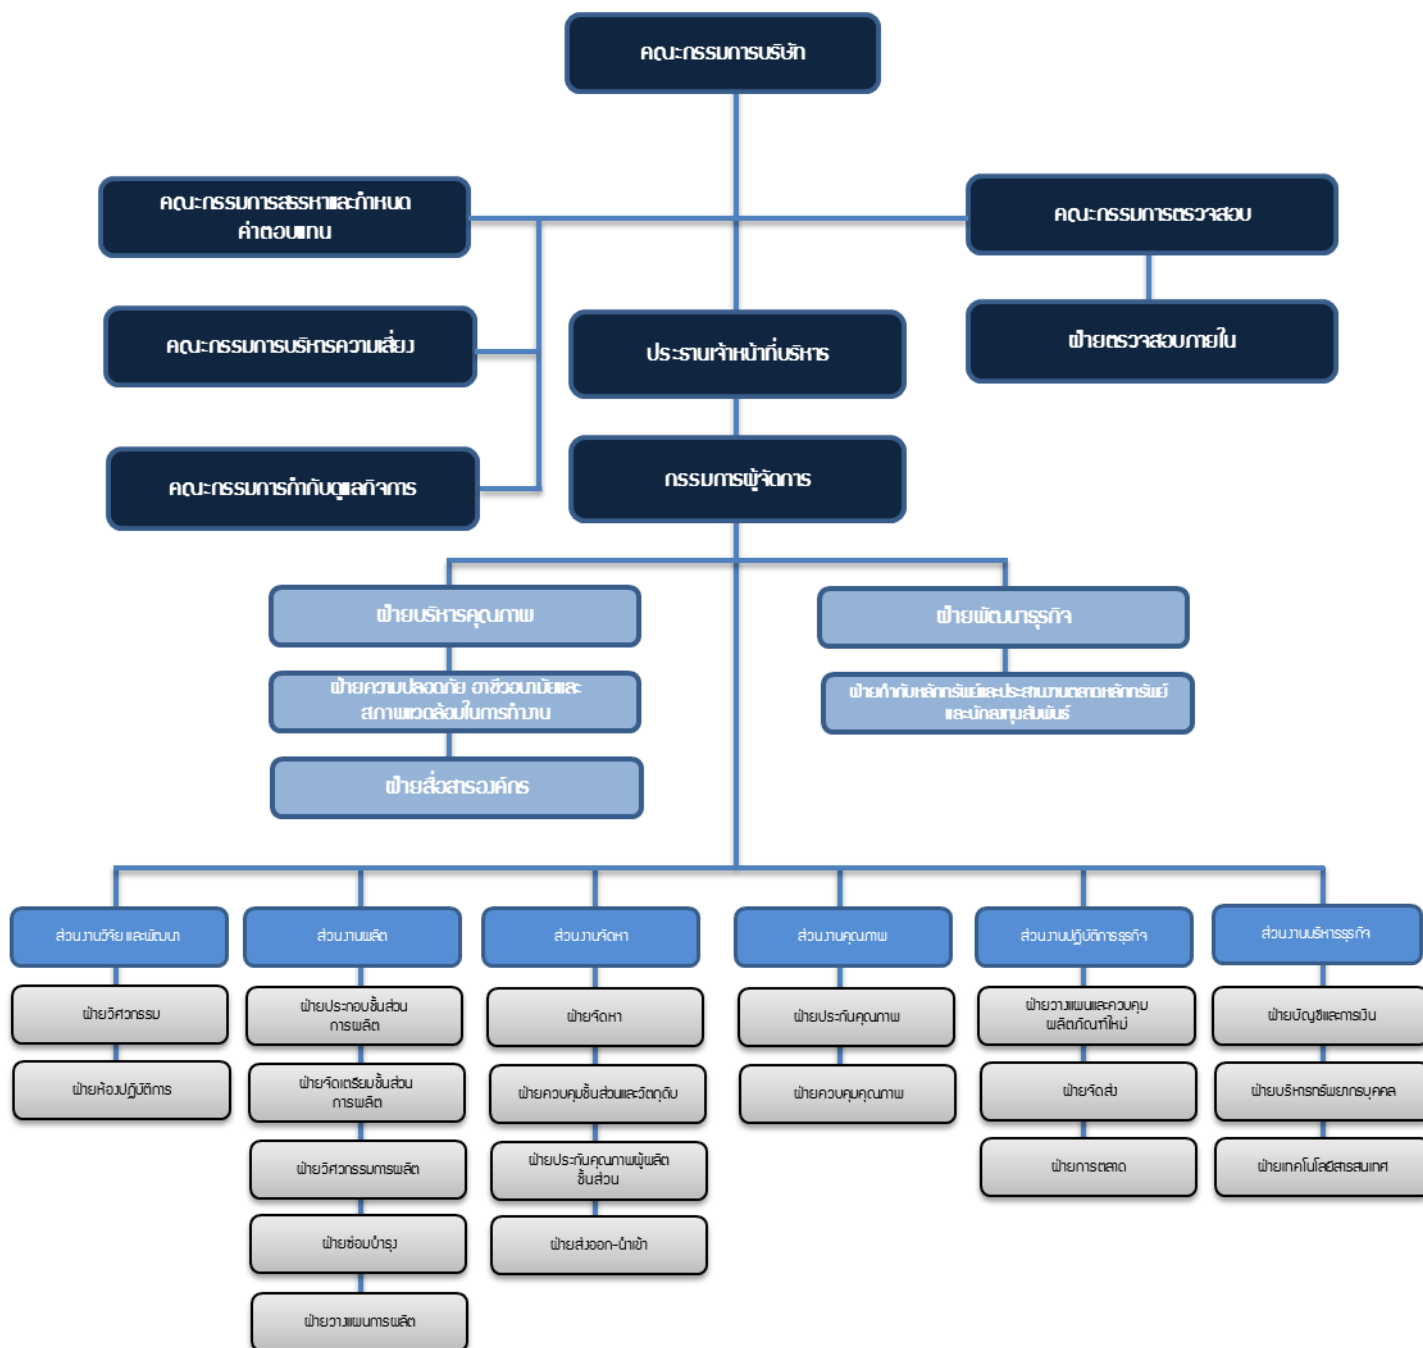 คณะกรรมการบริษัท
คณะกรรมการสรรหาและกำหนด
ค่าตอบแทน
คณะกรรมการตรวจสอบ
คณะกรรมการบริหารความเสี่ยง
ประธานเจ้าหน้าที่บริหาร
ฝ่ายตรวจสอบภายใน
คณะกรรมการกำกับดูแลกิจการ
กรรมการผู้จัดการ
ฝ่ายบริหารคุณภาพ
ฝ่ายพัฒนาธุรกิจ
ฝ่ายความปลอดภัย อาชีวอนามัยและ
สภาพแวดล้อมในการทำงาน
ฝ่ายกำกับหลักทรัพย์และประสานงานตลาดหลักทรัพย์
และนักลงทุนสัมพันธ์
ฝ่ายสื่อสารองค์กร
ส่วนงานวิจัย และพัฒนา
ส่วนงานผลิต
ส่วนงานจัดหา
ส่วนงานคุณภาพ
ส่วนงานปฏิบัติการธุรกิจ
ส่วนงานบริหารธุรกิจ
ฝ่ายวิศวกรรม
ฝ่ายประกอบชิ้นส่วน
การผลิต
ฝ่ายจัดหา
ฝ่ายประกันคุณภาพ
ฝ่ายวางแผนและควบคุม
ผลิตภัณฑ์ใหม่
ฝ่ายบัญชีและการเงิน
ฝ่ายห้องปฏิบัติการ
ฝ่ายจัดเตรียมชิ้นส่วน
การผลิต
ฝ่ายควบคุมชิ้นส่วนและวัตถุดิบ
ฝ่ายควบคุมคุณภาพ
ฝ่ายจัดส่ง
ฝ่ายบริหารทรัพยากรบุคคล
ฝ่ายวิศวกรรมการผลิต
ฝ่ายประกันคุณภาพผู้ผลิต
ชิ้นส่วน
ฝ่ายการตลาด
ฝ่ายเทคโนโลยีสารสนเทศ
ฝ่ายซ่อมบำรุง
ฝ่ายส่งออก-นำเข้า
ฝ่ายวางแผนการผลิต